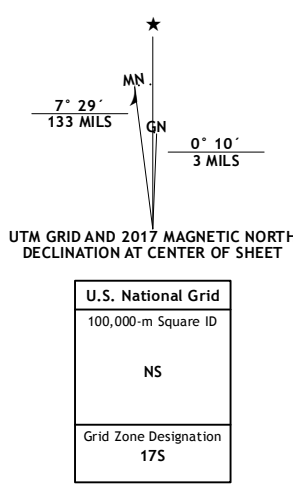 MN
7° 29´
133 MILS
GN
0° 10´
3 MILS
UTM GRID AND 2017 MAGNETIC NORTH
DECLINATION AT CENTER OF SHEET
U.S. National Grid
100,000-m Square ID
NS
Grid Zone Designation
17S